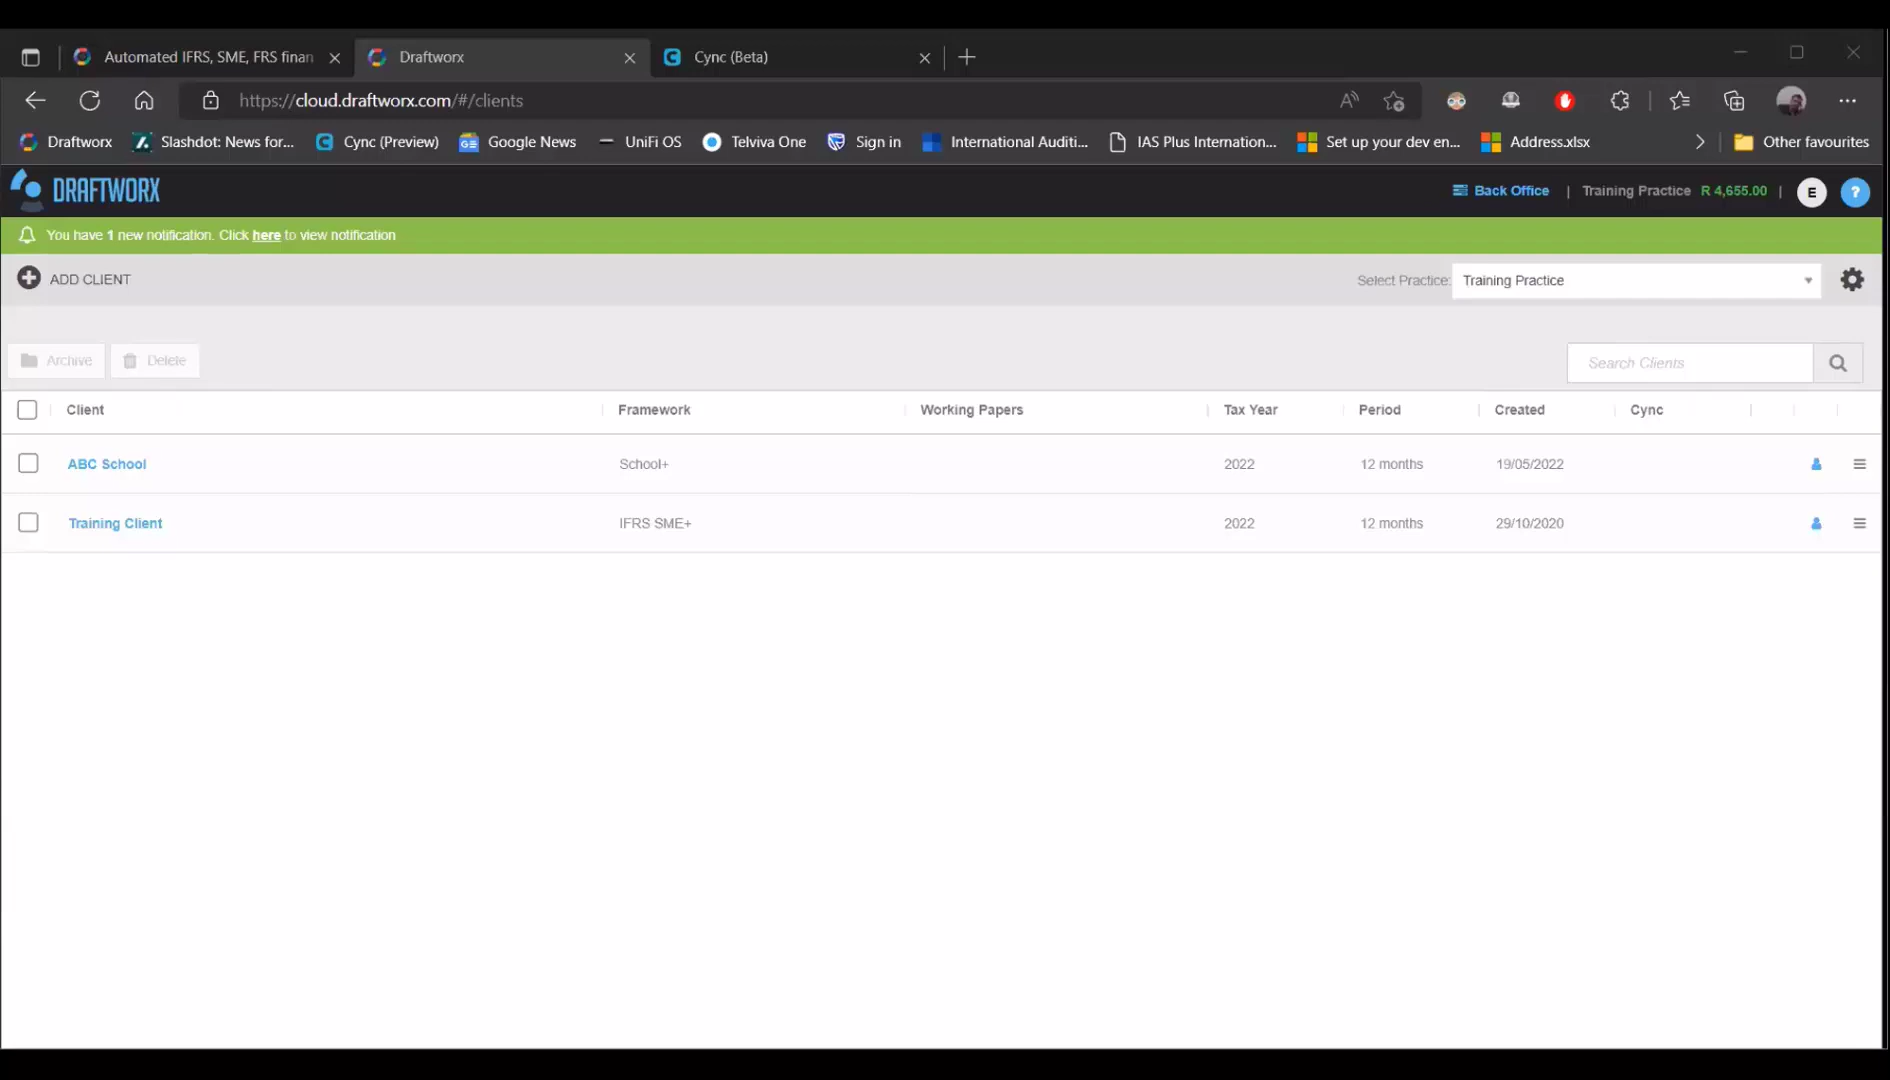 Automated IFRS, SME, FRS finan
Draftworx
Cync (Beta)
https://cloud.draftworx.com/#/clients
Draftworx
Slashdot: News for...
Cync (Preview)
Google News
UniFi OS
Telviva One
Sign in
International Auditi...
IAS Plus Internation...
Set up your dev en...
Address.xlsx
Other favourites
DRAFTWORX
Back Office | Training Practice R 4,655.00 | E ?
You have 1 new notification. Click here to view notification
ADD CLIENT
Select Practice: Training Practice
Archive
Delete
Search Clients
Client Framework Working Papers Tax Year Period Created Cync
ABC School School+ 2022 12 months 19/05/2022
Training Client IFRS SME+ 2022 12 months 29/10/2020